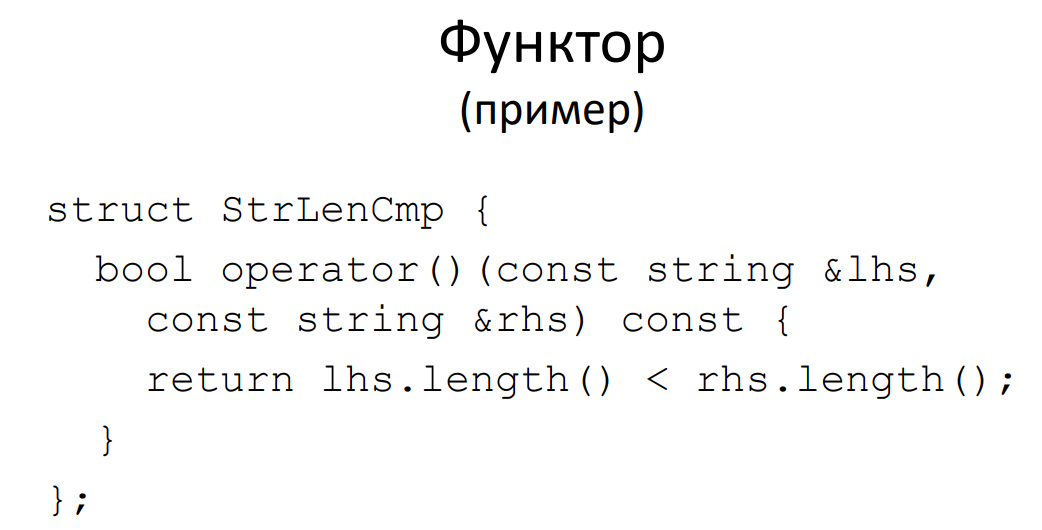 Функтор
(пример)
struct StrLenCmp {
  bool operator()(const string &lhs,
    const string &rhs) const {
    return lhs.length() < rhs.length();
  }
};